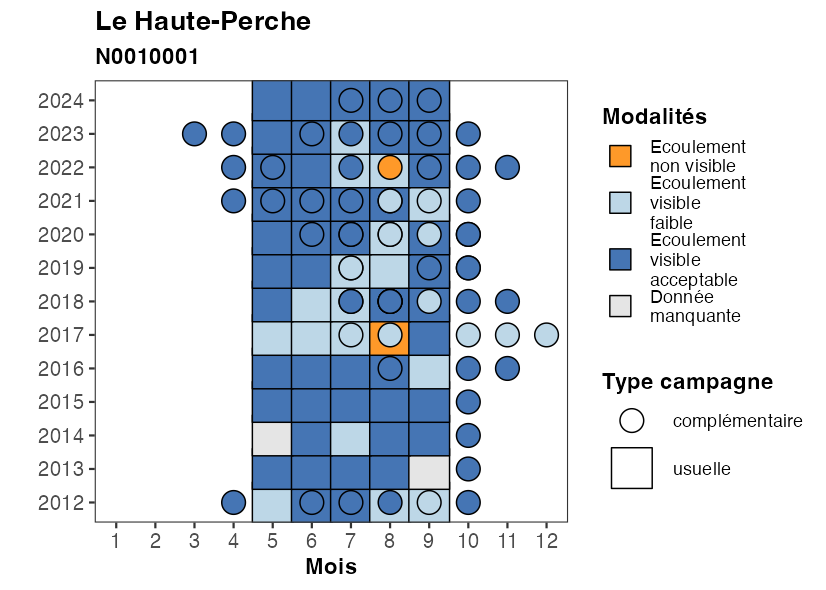 Le Haute-Perche
N0010001
2024
2023
2022
2021
2020
2019
2018
2017
2016
2015
2014
2013
2012
1 2 3 4 5 6 7 8 9 10 11 12
Mois
Modalités
Ecoulement
non visible
Ecoulement
visible
faible
Ecoulement
visible
acceptable
Donnée
manquante
Type campagne
complémentaire
usuelle